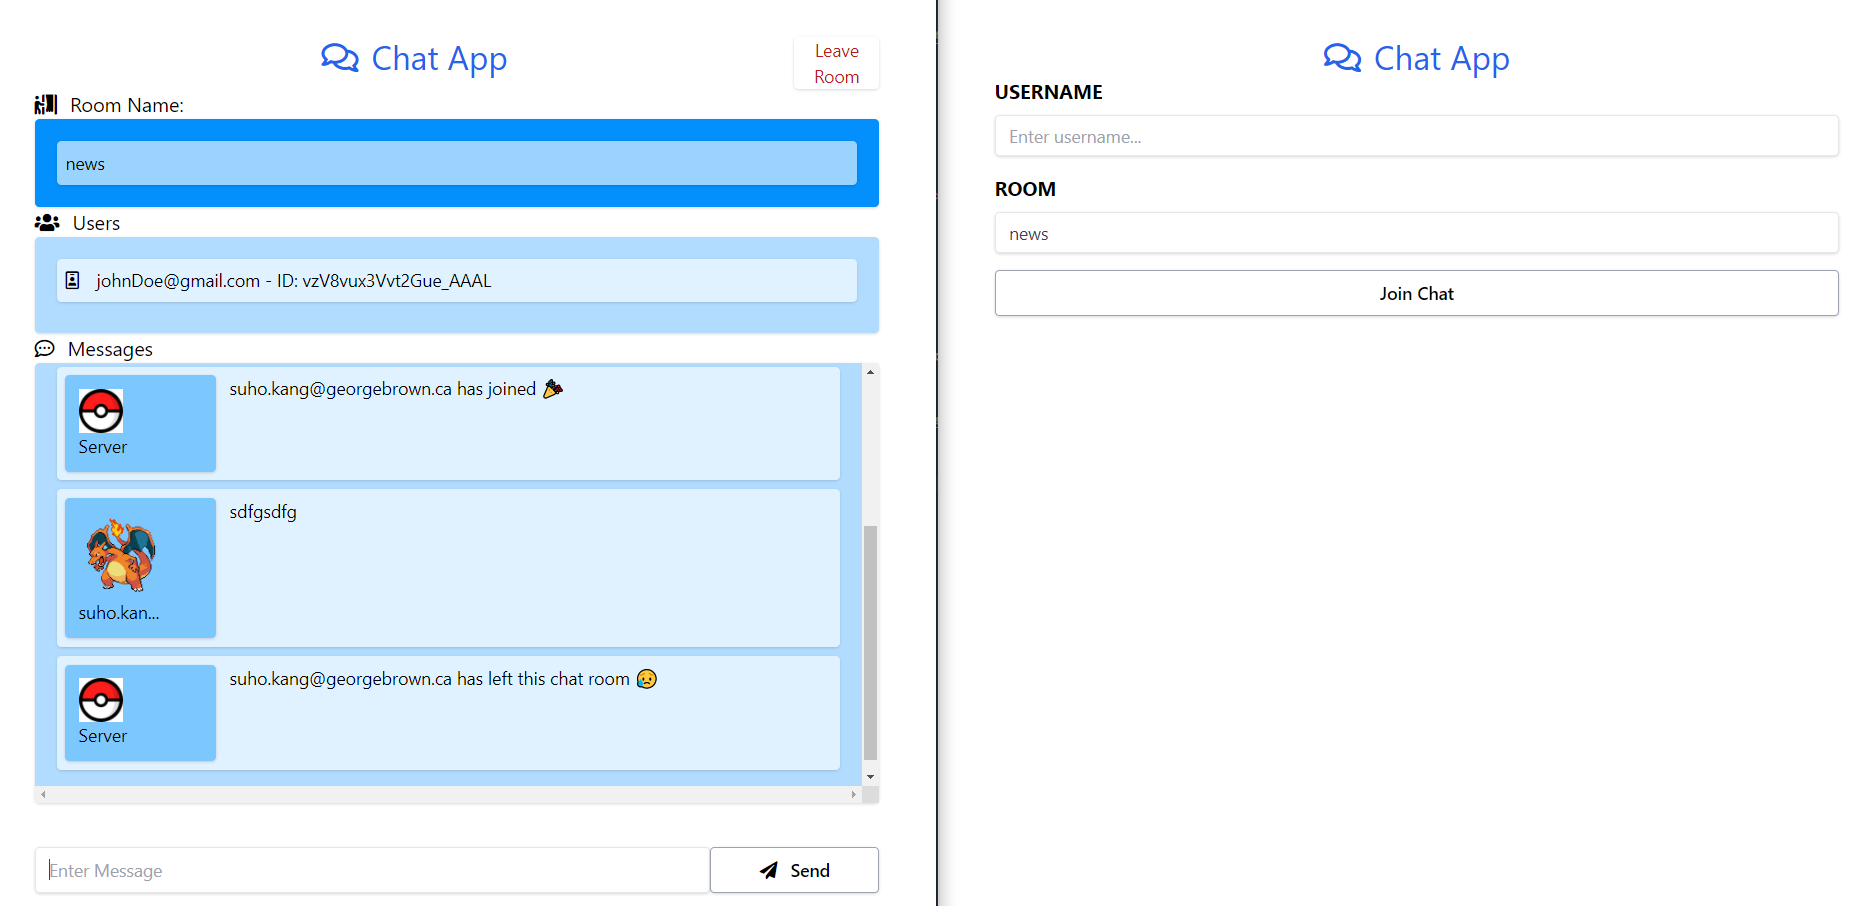 Chat App
Leave
Room
Room Name:
news
Users
johnDoe@gmail.com - ID: vzV8vux3Vvt2Gue_AAAL
Messages
suho.kang@georgebrown.ca has joined 🎉
Server
sdfgsdfg
suho.kan...
suho.kang@georgebrown.ca has left this chat room 😥
Server
Enter Message
Send
Chat App
USERNAME
Enter username...
ROOM
news
Join Chat